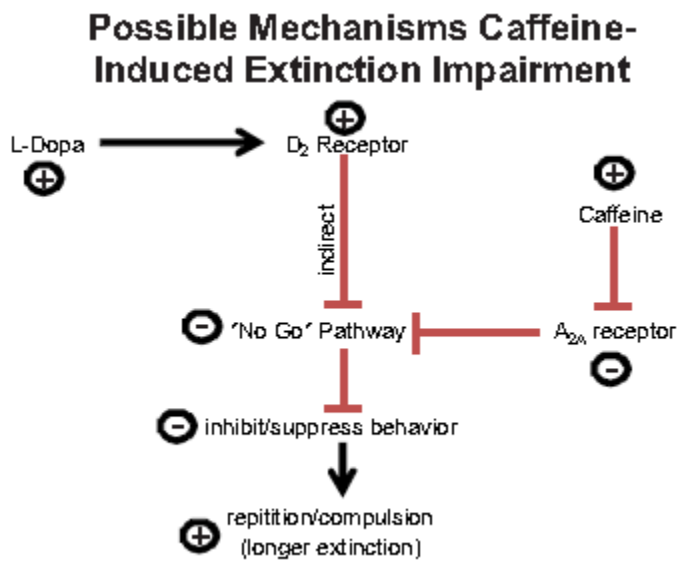 Possible Mechanisms Caffeine-
Induced Extinction Impairment
+
L-Dopa
D2 Receptor
+
+
Caffeine
indirect
- "No Go" Pathway
A2A receptor
-
- inhibit/suppress behavior
repitition/compulsion
+
(longer extinction)